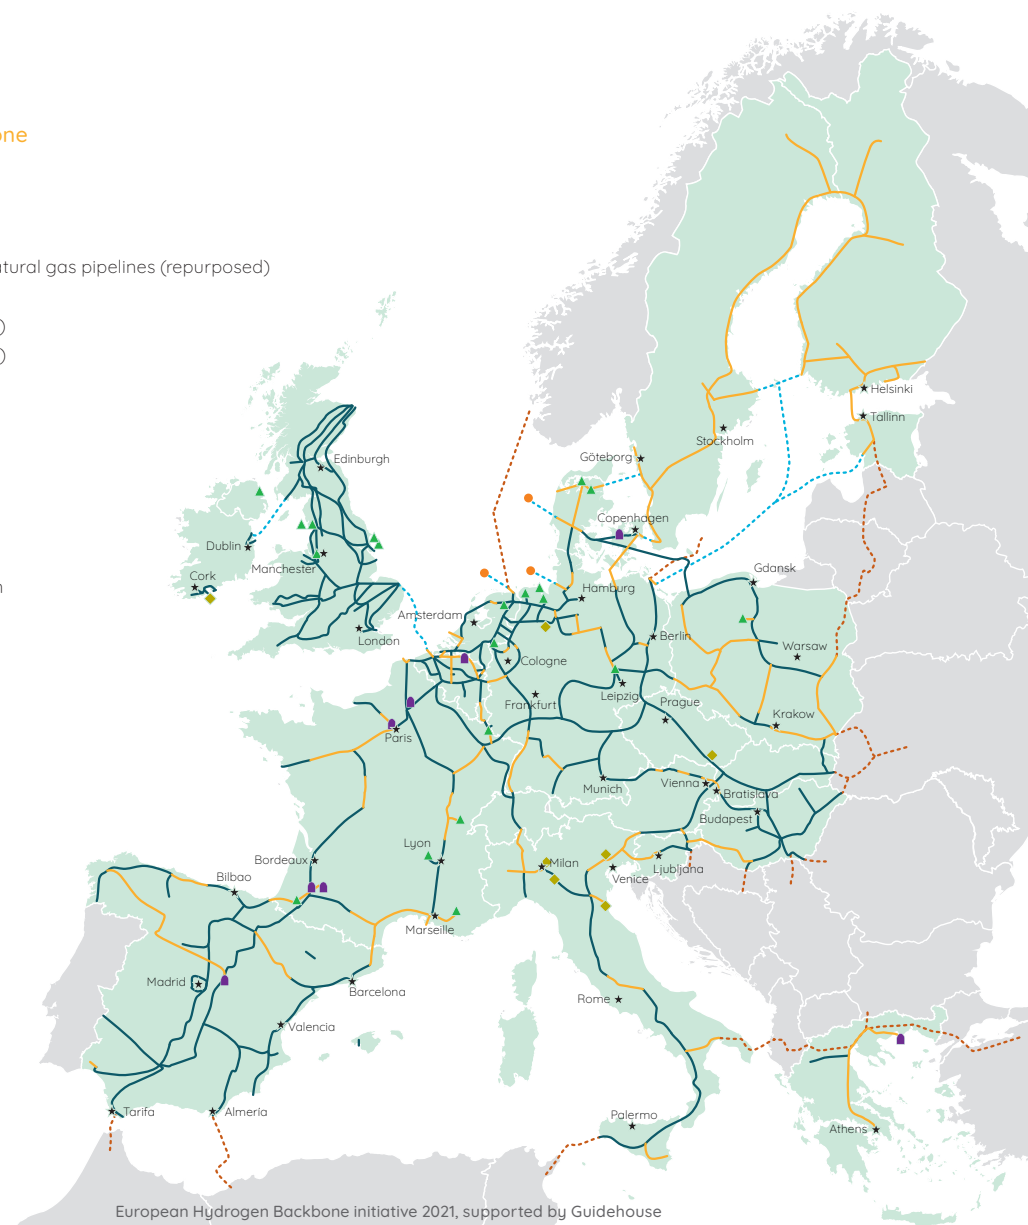 one
tural gas pipelines (repurposed)
)
)
n
Helsinki
Tallinn
Stockholm
Göteborg
Edinburgh
Copenhagen
Dublin
Manchester
Gdansk
Cork
Hamburg
Amsterdam
London
Berlin
Warsaw
Cologne
Leipzig
Frankfurt
Prague
Krakow
Paris
Munich
Vienna
Bratislava
Budapest
Lyon
Bordeaux
Milan
Venice
Ljubljana
Bilbao
Marseille
Madrid
Barcelona
Rome
Valencia
Tarifa
Almería
Palermo
Athens
European Hydrogen Backbone initiative 2021, supported by Guidehouse